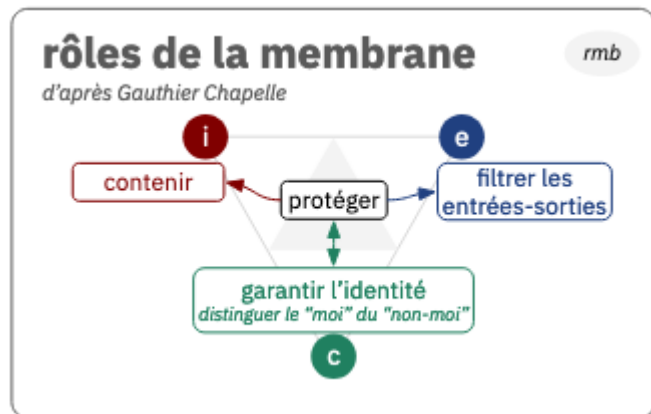 rôles de la membrane
rmb
d'après Gauthier Chapelle
i
e
contenir
protéger
filtrer les
entrées-sorties
garantir l'identité
distinguer le "moi" du "non-moi"
c